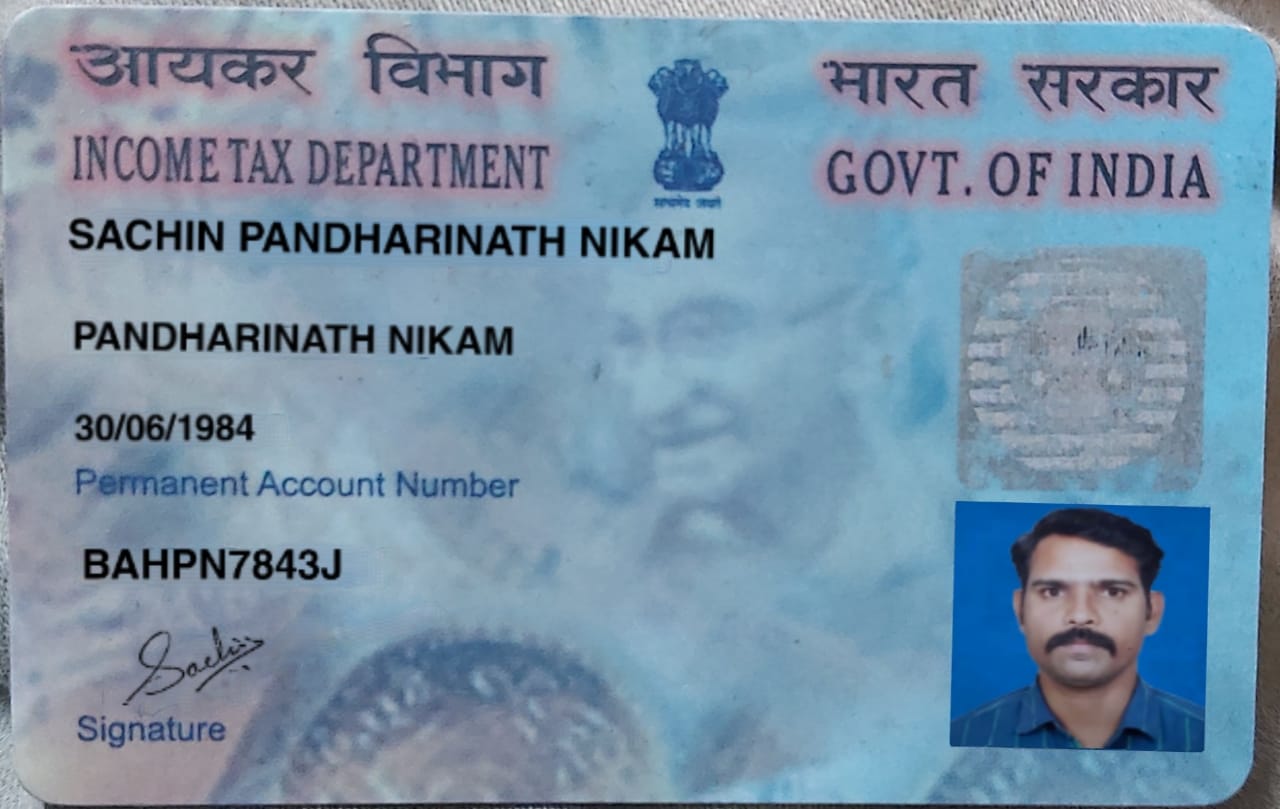 आयकर विभाग
भारत सरकार
INCOME TAX DEPARTMENT
GOVT. OF INDIA
सत्यमेव जयते
SACHIN PANDHARINATH NIKAM
PANDHARINATH NIKAM
30/06/1984
Permanent Account Number
BAHPN7843J
Sachin
Signature